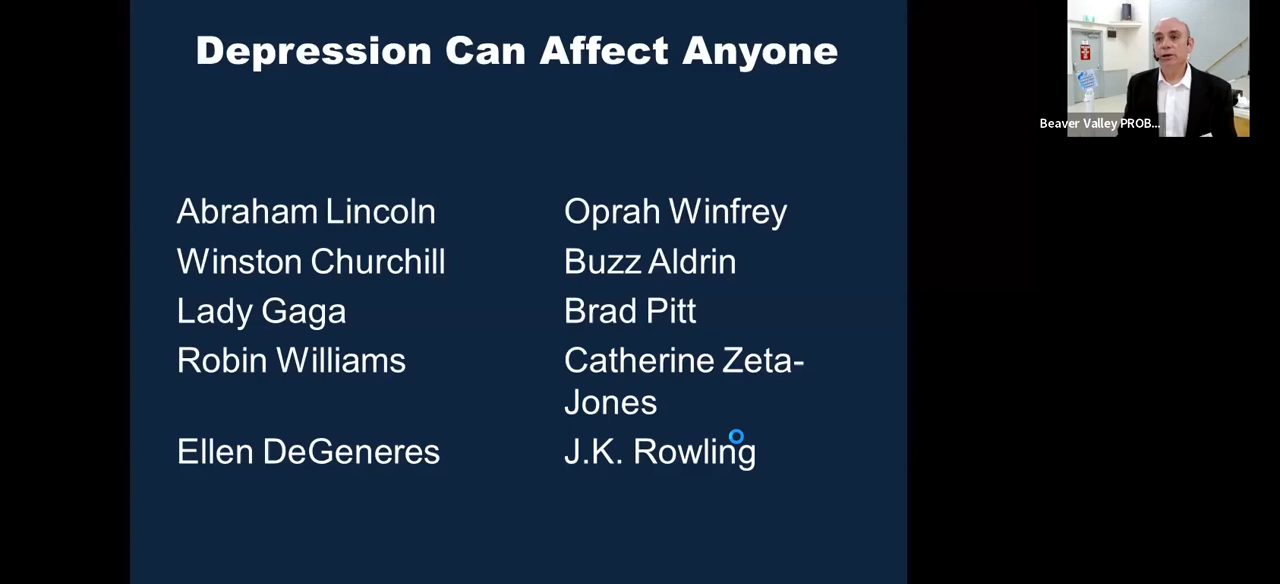 Depression Can Affect Anyone
Abraham Lincoln
Winston Churchill
Lady Gaga
Robin Williams
Ellen DeGeneres
Oprah Winfrey
Buzz Aldrin
Brad Pitt
Catherine Zeta-
Jones
J.K. Rowling
Beaver Valley PROB...